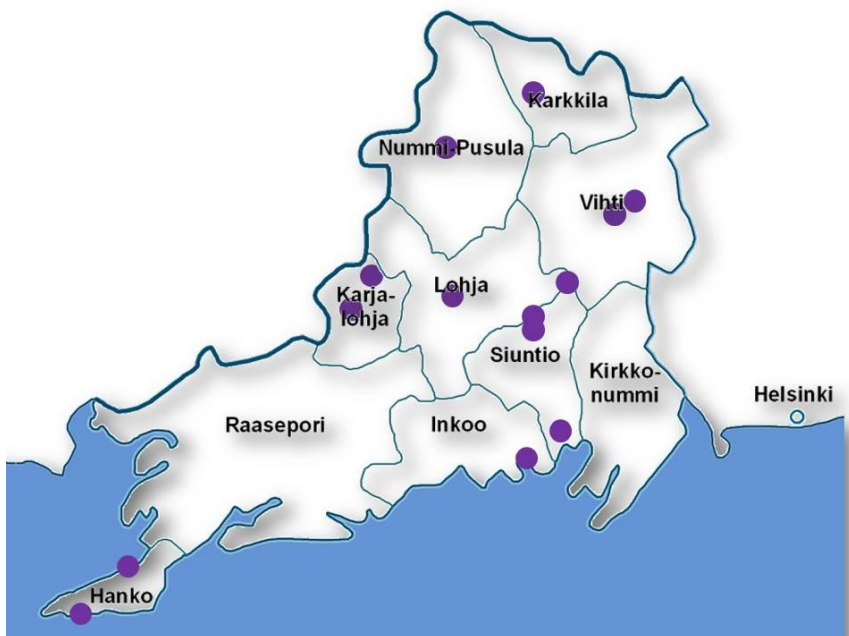 Karkkila
Nummi-Pusula
Vihti
Lohja
Karja-
lohja
Siuntio
Kirkko-
nummi
Helsinki
Raasepori
Inkoo
Hanko